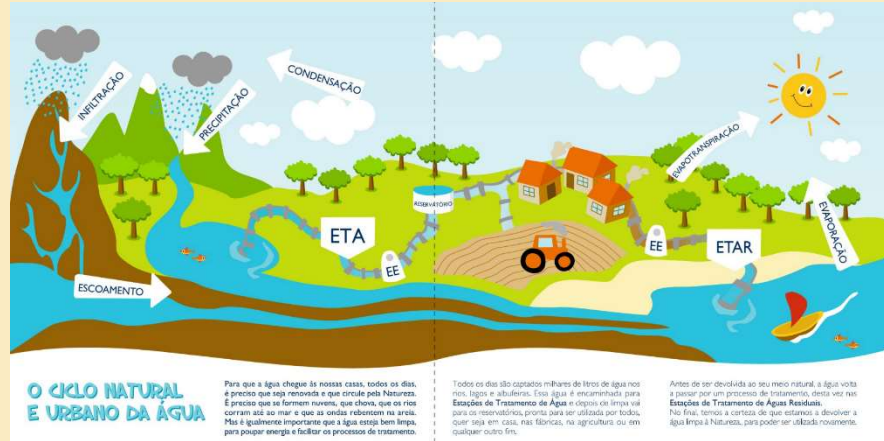 INFILTRAÇÃO
PRECIPITAÇÃO
CONDENSAÇÃO
EVAPOTRANSPIRAÇÃO
EVAPORAÇÃO
RESERVATÓRIO
ETA
EE
EE
ETAR
ESCOAMENTO
O CICLO NATURAL
E URBANO DA ÁGUA
Para que a água chegue às nossas casas, todos os dias,
é preciso que seja renovada e que circule pela Natureza.
É preciso que se formem nuvens, que chova, que os rios
corram até ao mar e que as ondas rebentem na areia.
Mas é igualmente importante que a água esteja bem limpa,
para poupar energia e facilitar os processos de tratamento.
Todos os dias são captados milhares de litros de água nos
rios, lagos e albufeiras. Essa água é encaminhada para
Estações de Tratamento de Água e depois de limpa vai
para os reservatórios, pronta para ser utilizada por todos,
quer seja em casa, nas fábricas, na agricultura ou em
qualquer outro fim.
Antes de ser devolvida ao seu meio natural, a água volta
a passar por um processo de tratamento, desta vez nas
Estações de Tratamento de Águas Residuais.
No final, temos a certeza de que estamos a devolver a
água limpa à Natureza, para poder ser utilizada novamente.